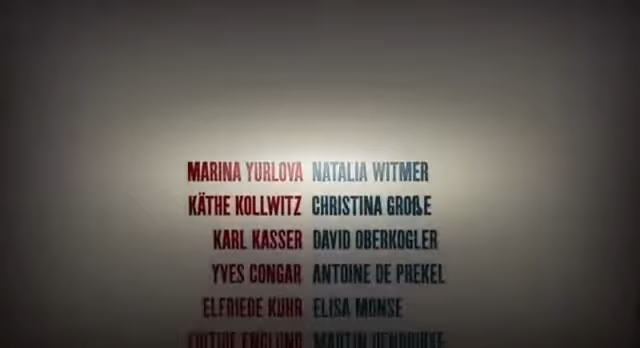 MARINA YURLOVA NATALIA WITMER
KÄTHE KOLLWITZ CHRISTINA GROßE
KARL KASSER DAVID OBERKOGLER
YVES CONGAR ANTOINE DE PREKEL
ELFRIEDE KUHR ELISA MONSE